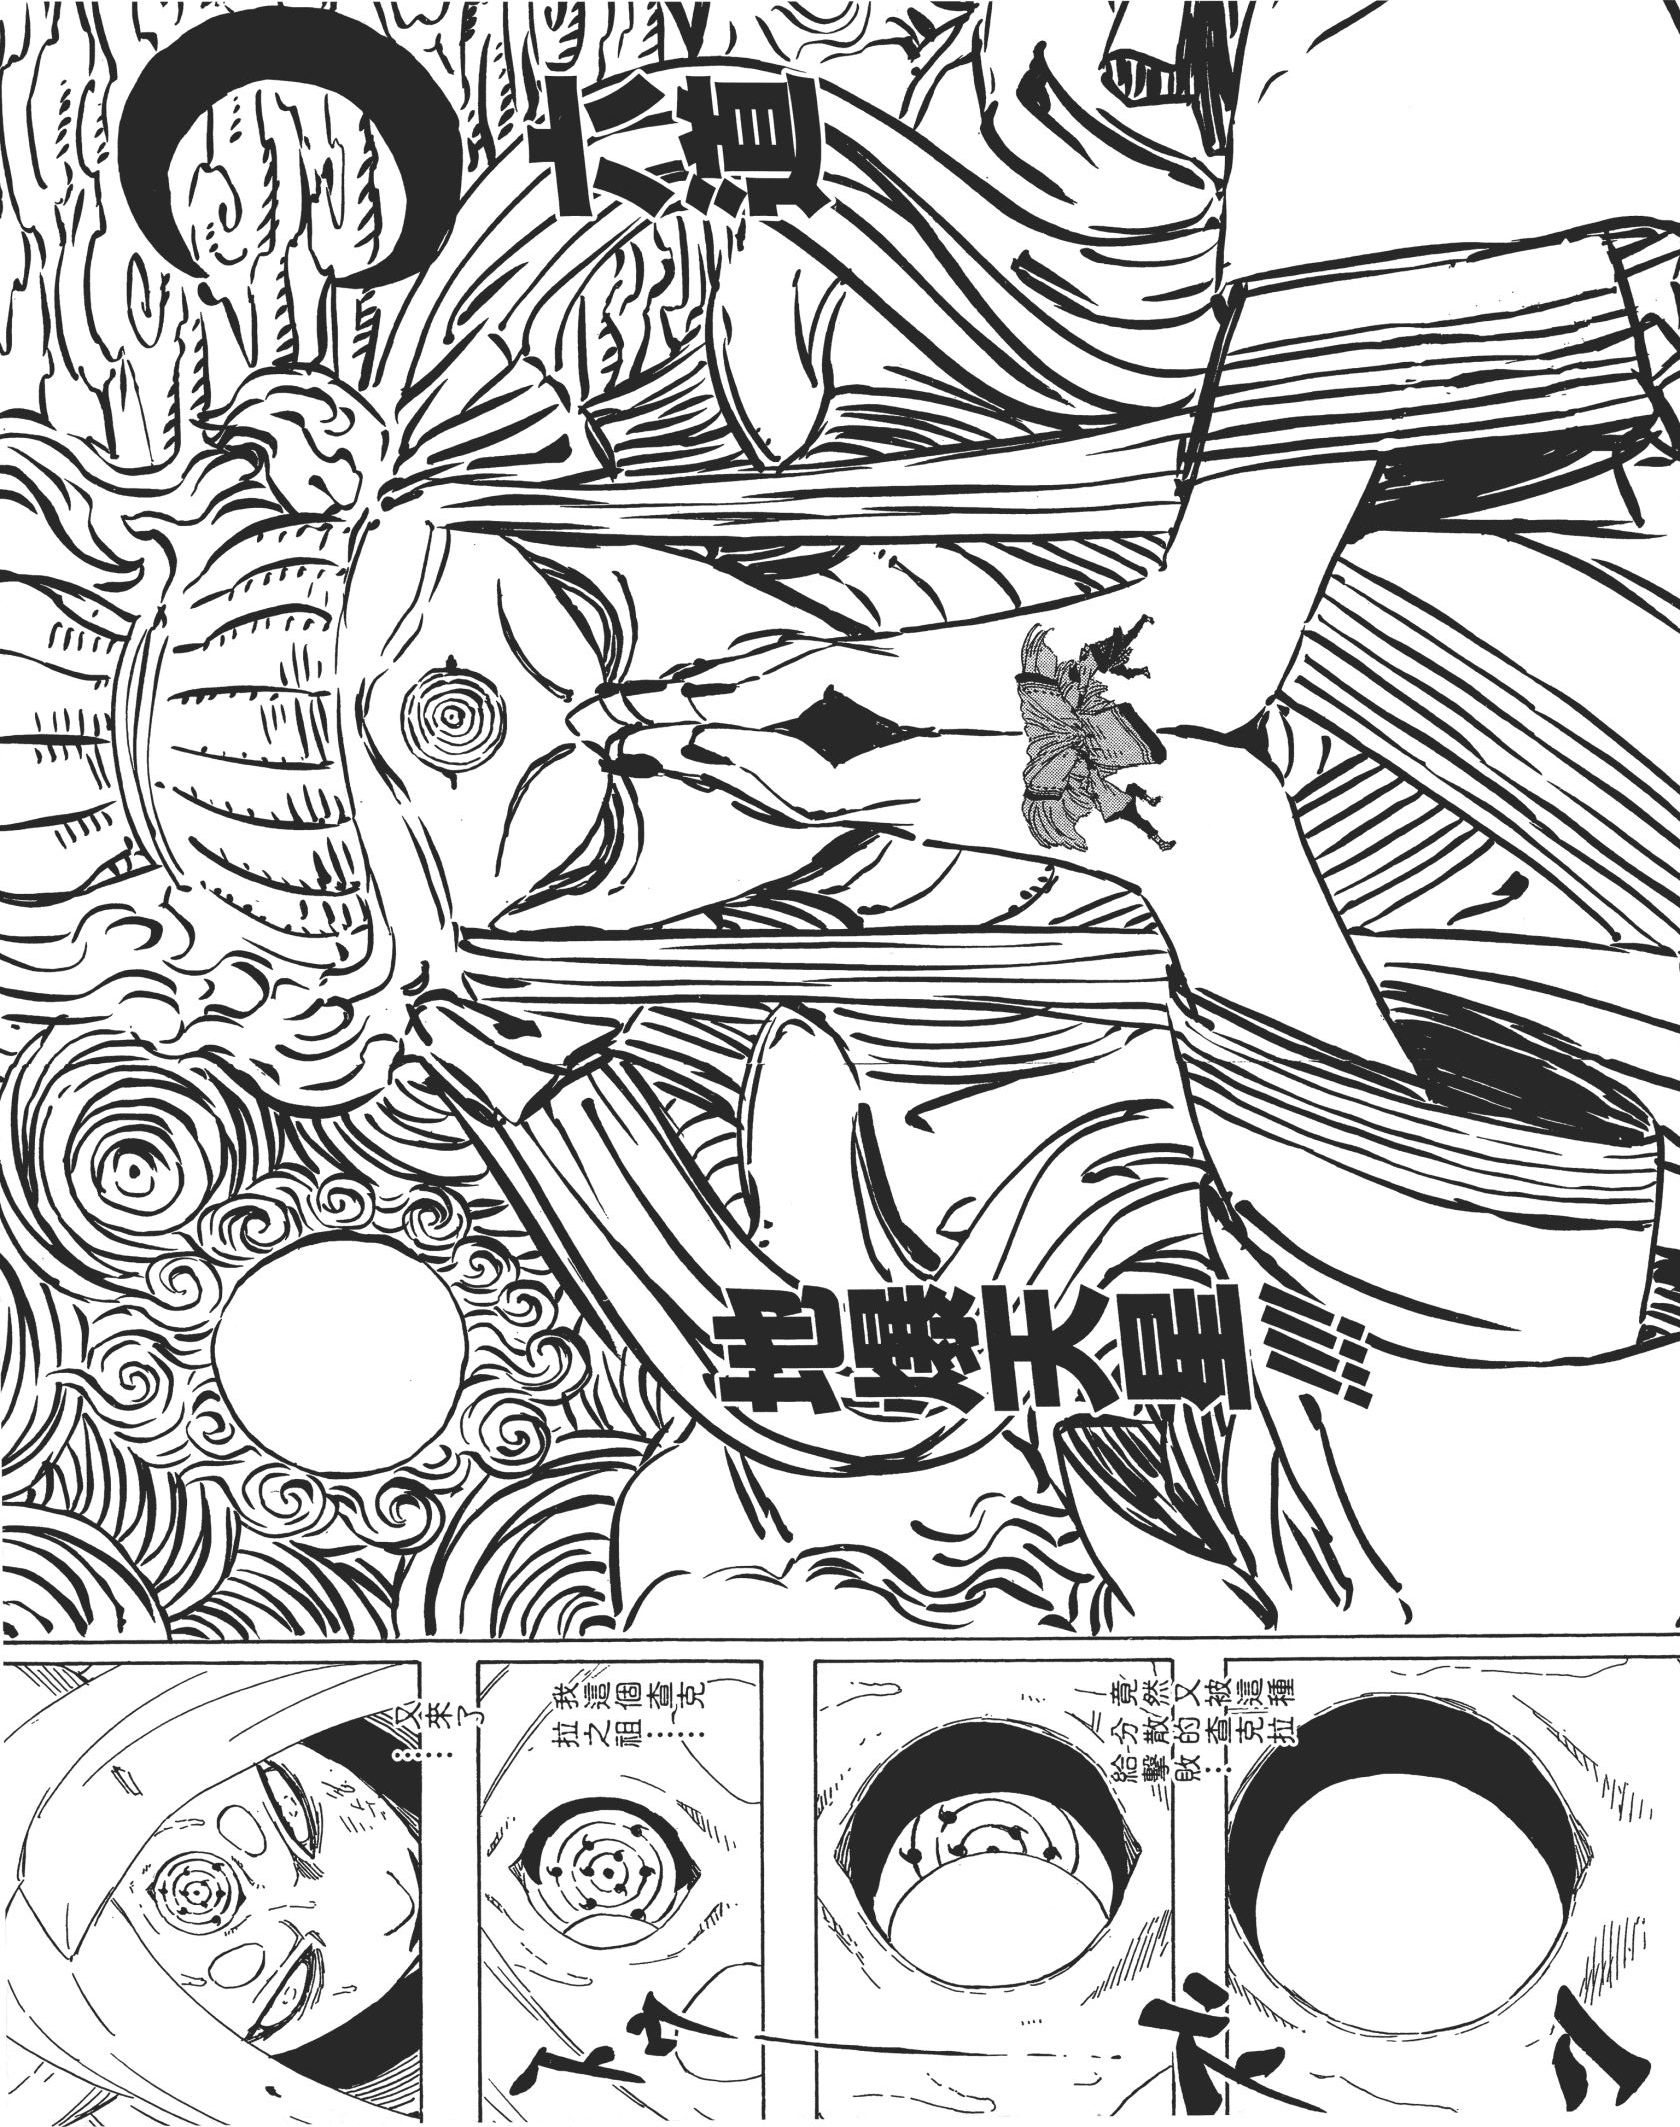 六道
地爆天星!!!!
又來了
……
我這個查克
拉之祖……
竟然又被這種
分散的查克拉
給擊敗…